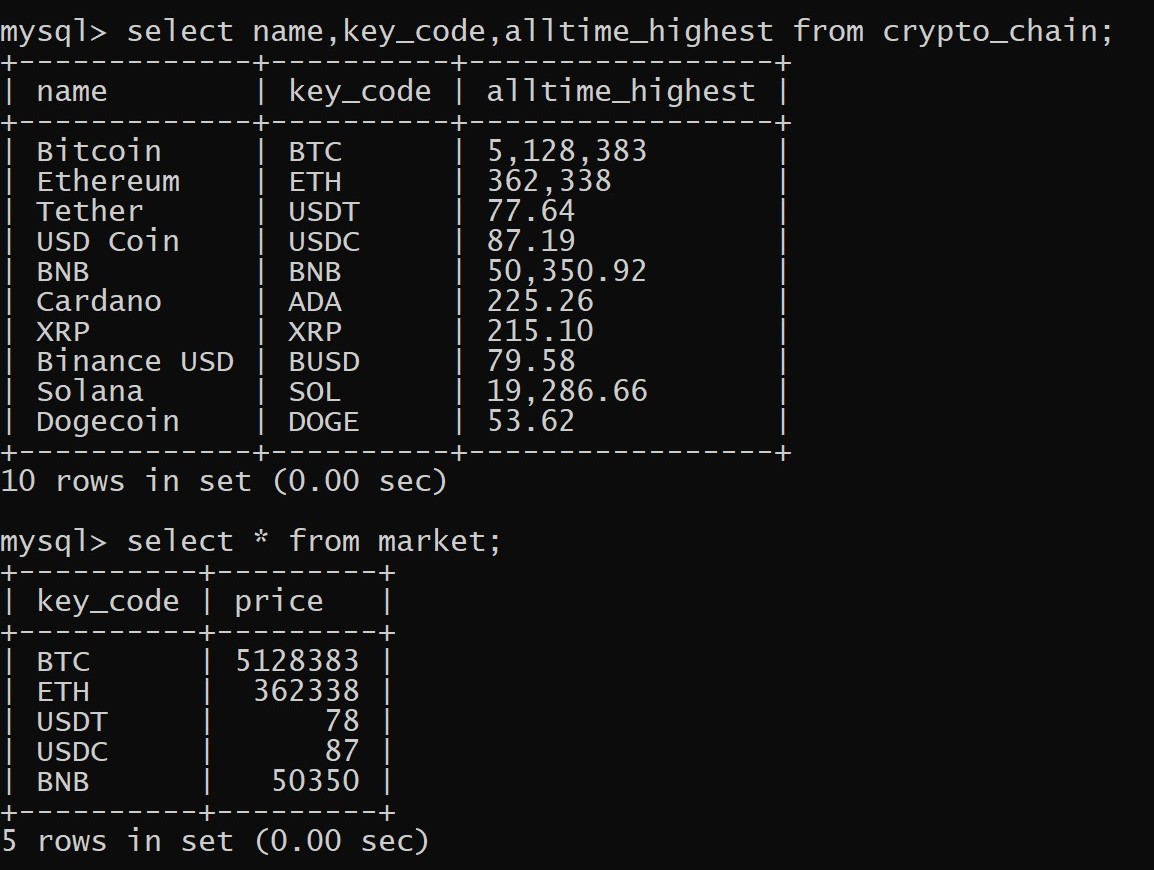 mysql> select name,key_code,alltime_highest from crypto_chain;
+-------------+----------+-----------------+
| name        | key_code | alltime_highest |
+-------------+----------+-----------------+
| Bitcoin     | BTC      | 5,128,383       |
| Ethereum    | ETH      | 362,338         |
| Tether      | USDT     | 77.64           |
| USD Coin    | USDC     | 87.19           |
| BNB         | BNB      | 50,350.92       |
| Cardano     | ADA      | 225.26          |
| XRP         | XRP      | 215.10          |
| Binance USD | BUSD     | 79.58           |
| Solana      | SOL      | 19,286.66       |
| Dogecoin    | DOGE     | 53.62           |
+-------------+----------+-----------------+
10 rows in set (0.00 sec)

mysql> select * from market;
+----------+---------+
| key_code | price   |
+----------+---------+
| BTC      | 5128383 |
| ETH      |  362338 |
| USDT     |      78 |
| USDC     |      87 |
| BNB      |   50350 |
+----------+---------+
5 rows in set (0.00 sec)